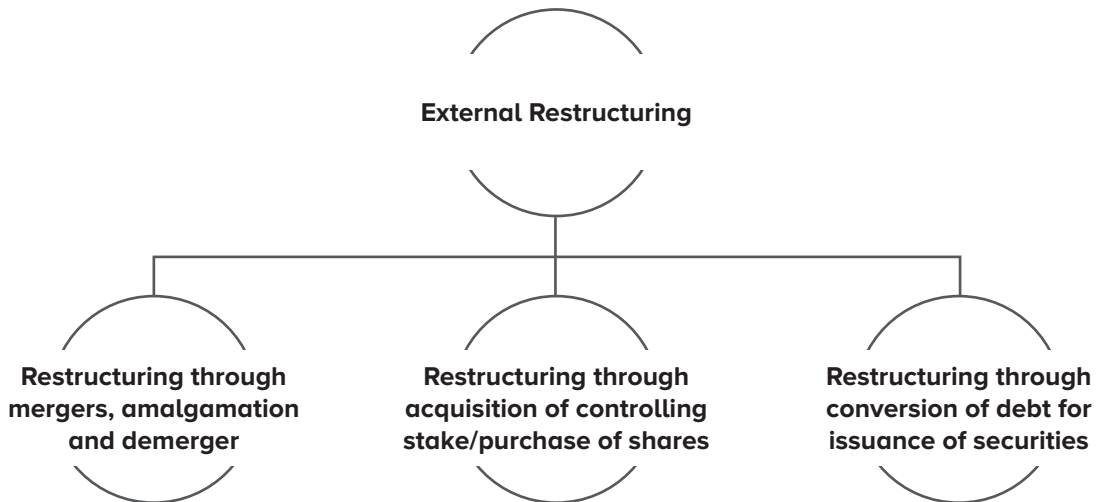 External Restructuring
Restructuring through
mergers, amalgamation
and demerger
Restructuring through
acquisition of controlling
stake/purchase of shares
Restructuring through
conversion of debt for
issuance of securities